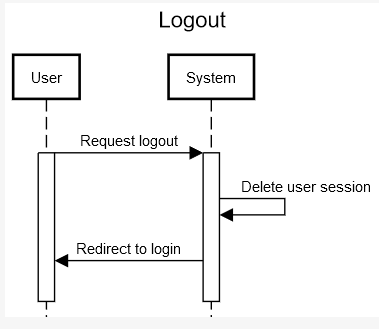 Logout
User
System
Request logout
Delete user session
Redirect to login